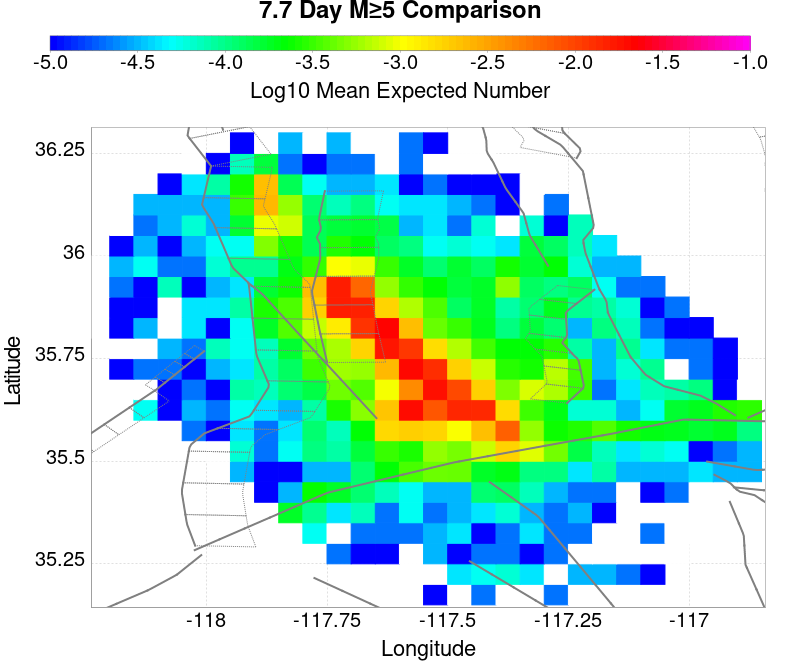 7.7 Day M≥5 Comparison
-5.0 -4.5 -4.0 -3.5 -3.0 -2.5 -2.0 -1.5 -1.0
Log10 Mean Expected Number
36.25
36
35.75
35.5
35.25
Latitude
-118 -117.75 -117.5 -117.25 -117
Longitude